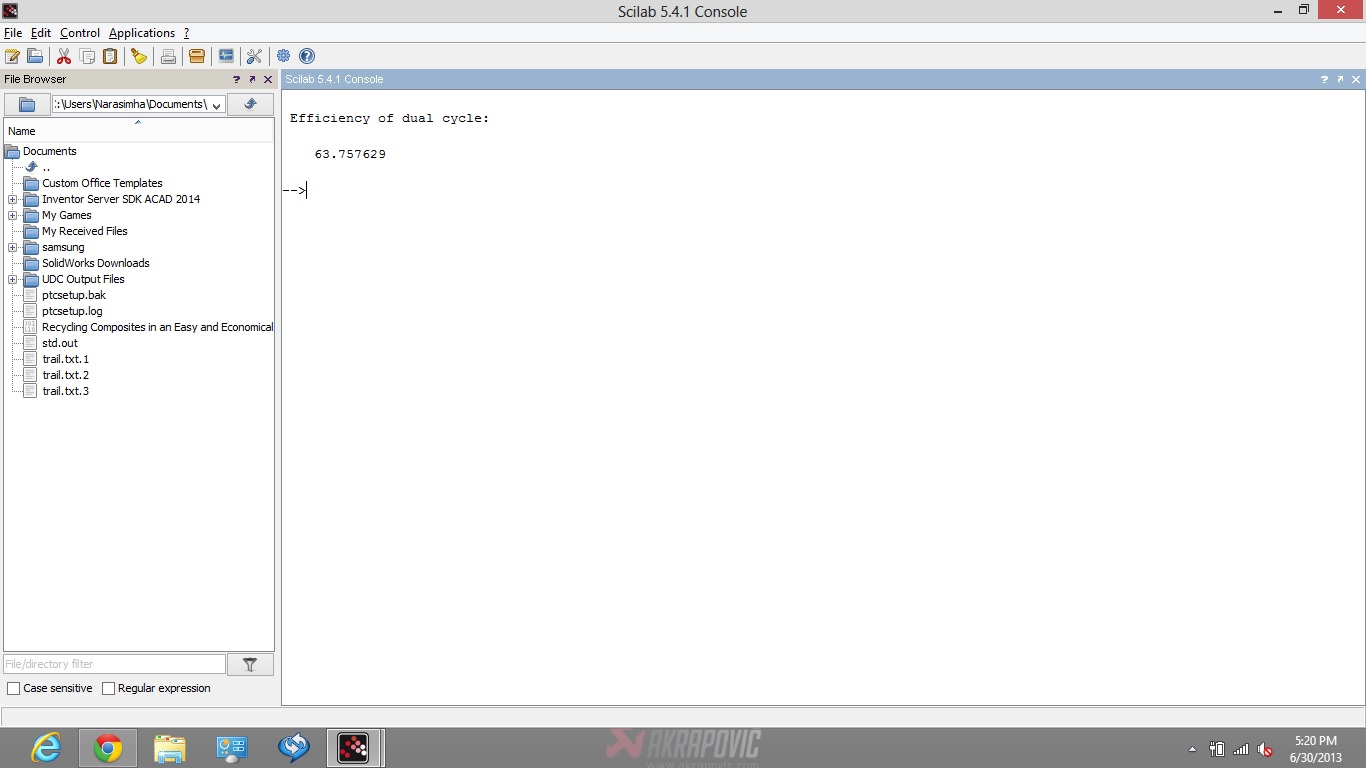 Scilab 5.4.1 Console
File Edit Control Applications ?
File Browser
? 
Scilab 5.4.1 Console
?
:\Users\Narasimha\Documents\
Name
Documents
..
Custom Office Templates
Inventor Server SDK ACAD 2014
My Games
My Received Files
samsung
SolidWorks Downloads
UDC Output Files
ptcsetup.bak
ptcsetup.log
Recycling Composites in an Easy and Economical
std.out
trail.txt.1
trail.txt.2
trail.txt.3
File/directory filter
Case sensitive Regular expression
Efficiency of dual cycle:
63.757629
-->
AKRAPOVIC
www.akrapovic.com
5:20 PM
6/30/2013